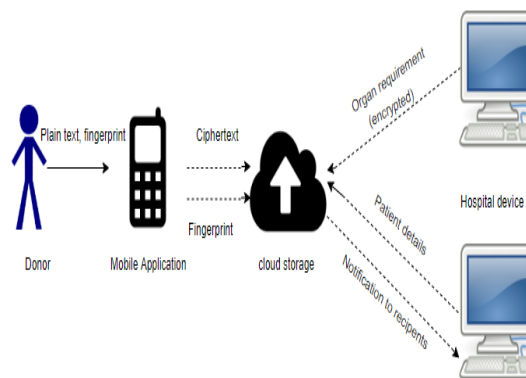 Plain text, fingerprint
Ciphertext
Fingerprint
Organ requirement
(encrypted)
Patient details
Notification to recipents
Donor
Mobile Application
cloud storage
Hospital device